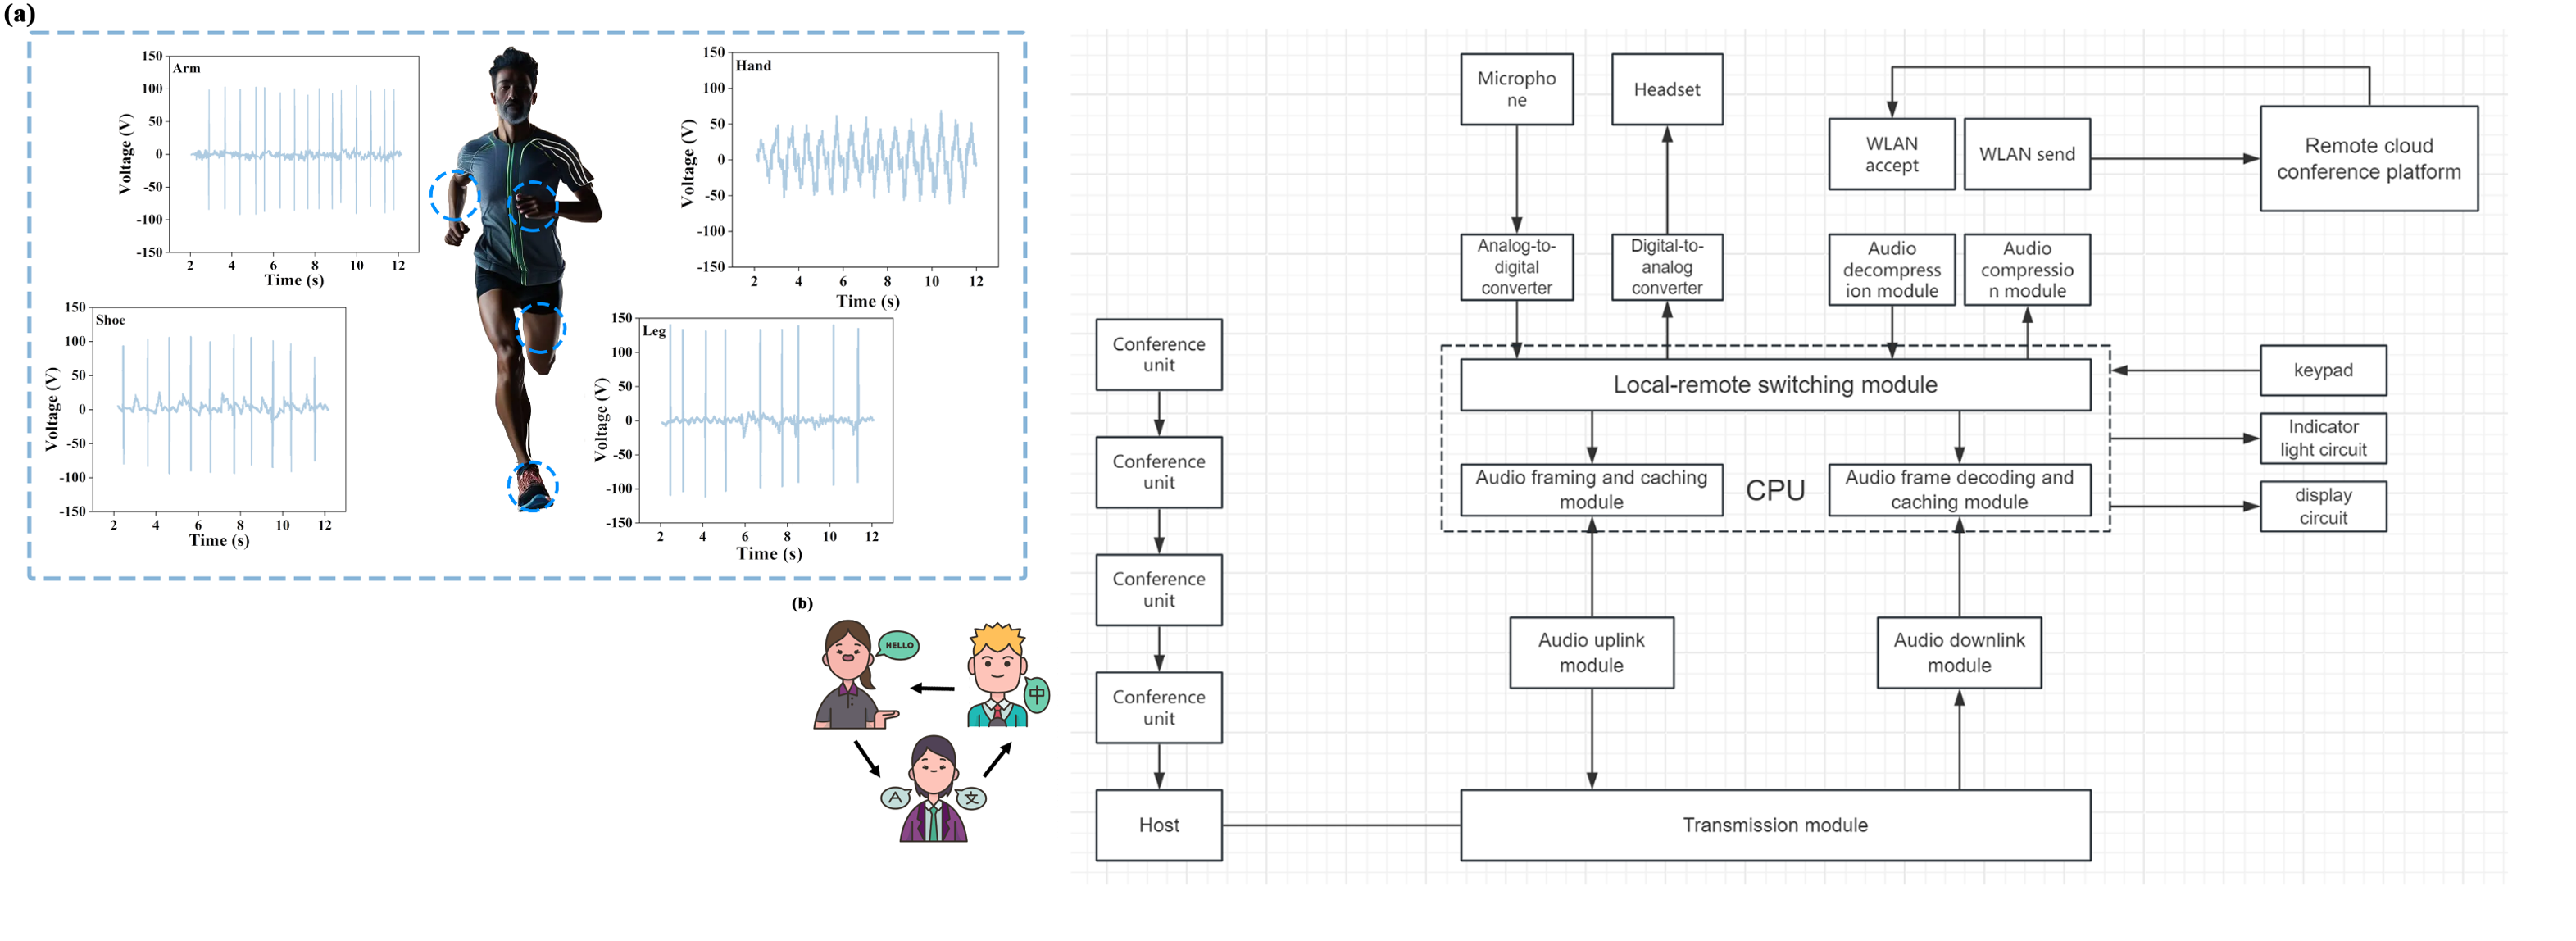 (a)
Arm
Voltage (V)
150
100
50
0
-50
-100
-150
2 4 6 8 10 12
Time (s)
Hand
Voltage (V)
150
100
50
0
-50
-100
-150
2 4 6 8 10 12
Time (s)
Shoe
Voltage (V)
150
100
50
0
-50
-100
-150
2 4 6 8 10 12
Time (s)
Leg
Voltage (V)
150
100
50
0
-50
-100
-150
2 4 6 8 10 12
Time (s)
(b)
HELLO
中
A
文
Conference
unit
Conference
unit
Conference
unit
Conference
unit
Host
Micropho
ne
Headset
WLAN
accept
WLAN send
Remote cloud
conference platform
Analog-to-
digital
converter
Digital-to-
analog
converter
Audio
decompress
ion module
Audio
compressio
n module
Local-remote switching module
Audio framing and caching
module
CPU
Audio frame decoding and
caching module
keypad
Indicator
light circuit
display
circuit
Audio uplink
module
Audio downlink
module
Transmission module